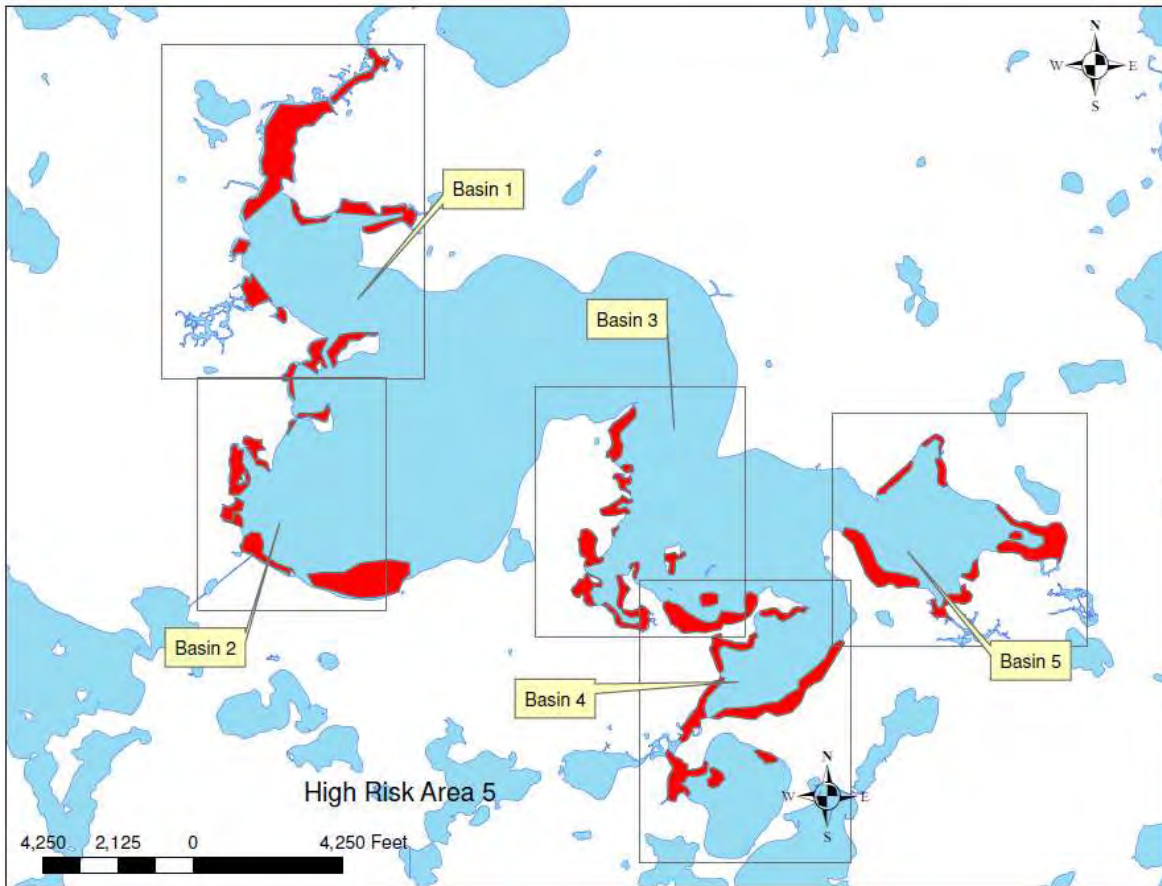 N
W E
S
Basin 1
Basin 3
Basin 2
Basin 5
Basin 4
N
W E
S
High Risk Area 5
4,250 2,125 0 4,250 Feet